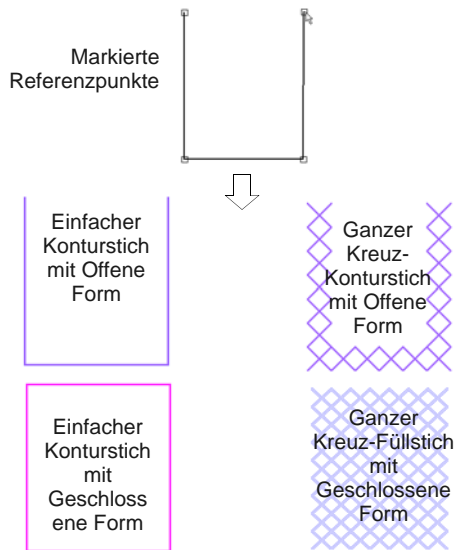 Markierte
Referenzpunkte
Einfacher
Konturstich
mit Offene
Form
Ganzer
Kreuz-
Konturstich
mit Offene
Form
Einfacher
Konturstich
mit
Geschloss
ene Form
Ganzer
Kreuz-Füllstich
mit
Geschlossene
Form